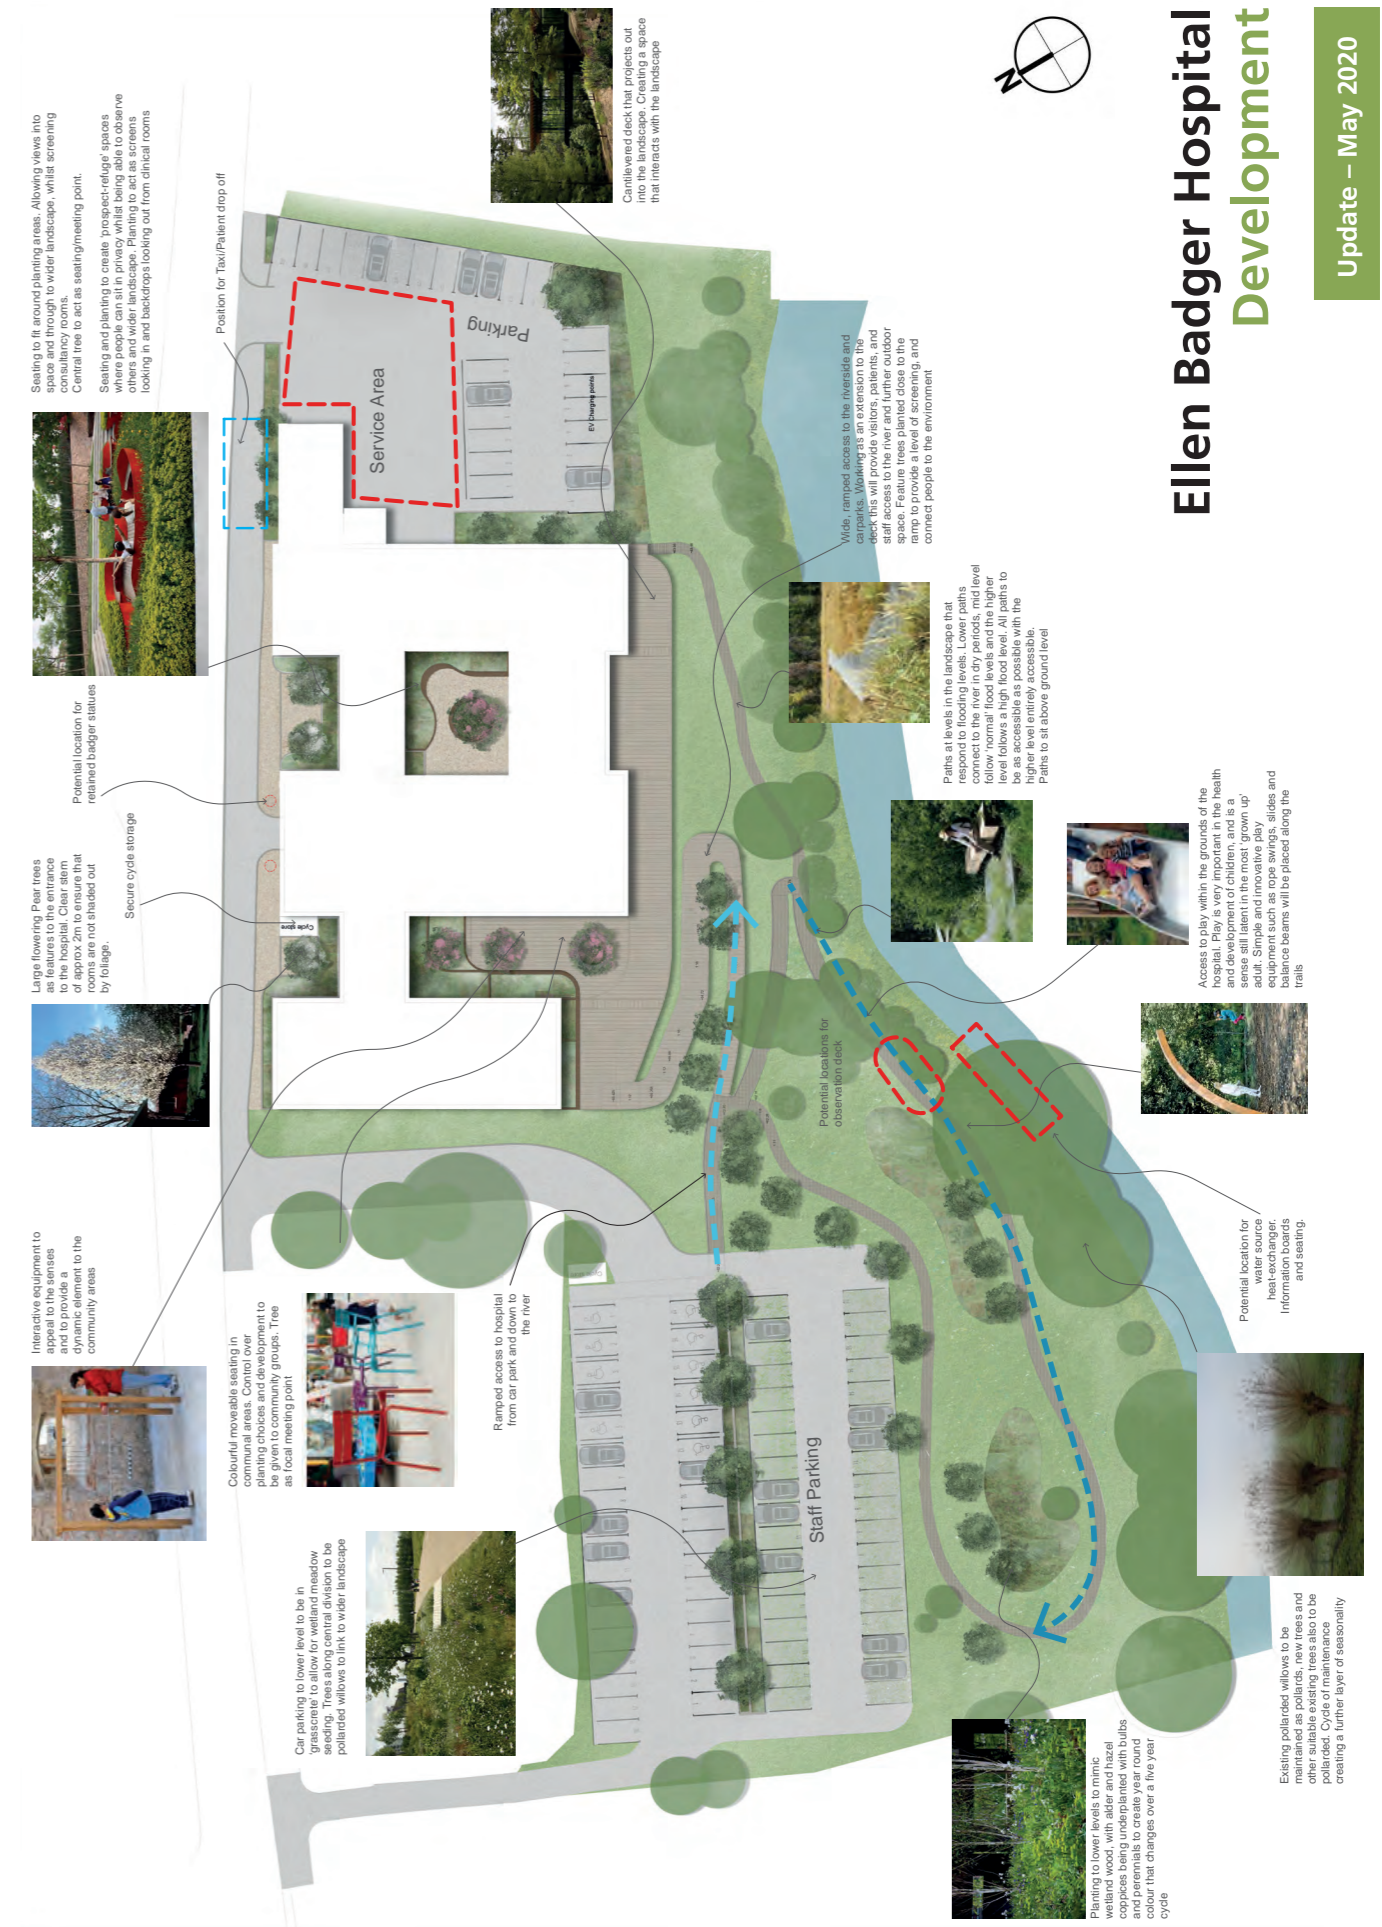 Ellen Badger Hospital
Development
Update – May 2020
N
Seating to fit around planting areas. Allowing views into
space and through to wider landscape, whilst screening
consultancy rooms.
Central tree to act as seating/meeting point.
Seating and planting to create 'prospect-refuge' spaces
where people can sit in privacy whilst being able to observe
others and wider landscape. Planting to act as screens
looking in and backdrops looking out from clinical rooms
Position for Taxi/Patient drop off
Cantilevered deck that projects out
into the landscape. Creating a space
that interacts with the landscape
Potential location for
retained badger statues
Secure cycle storage
Large flowering Pear trees
as features to the entrance
to the hospital. Clear stem
of approx 2m to ensure that
rooms are not shaded out
by foliage.
Interactive equipment to
appeal to the senses
and to provide a
dynamic element to the
community areas
Colourful moveable seating in
communal areas. Control over
planting choices and development to
be given to community groups. Tree
as focal meeting point
Ramped access to hospital
from car park and down to
the river
Car parking to lower level to be in
'grasscrete' to allow for wetland meadow
seeding. Trees along central division to be
pollarded willows to link to wider landscape
Service Area
Parking
EV Charging points
Cycle store
Staff Parking
Wide, ramped access to the riverside and
carparks. Working as an extension to the
deck this will provide visitors, patients, and
staff access to the river and further outdoor
space. Feature trees planted close to the
ramp to provide a level of screening, and
connect people to the environment
Paths at levels in the landscape that
respond to flooding levels. Lower paths
connect to the river in dry periods, mid level
follow 'normal' flood levels and the higher
level follows a high flood level. All paths to
be as accessible as possible with the
higher level entirely accessible.
Paths to sit above ground level
Potential locations for
observation deck
Access to play within the grounds of the
hospital. Play is very important in the health
and development of children, and is a
sense still latent in the most 'grown up'
adult. Simple and innovative play
equipment such as rope swings, slides and
balance beams will be placed along the
trails
Potential location for
water source
heat-exchanger.
Information boards
and seating.
Existing pollarded willows to be
maintained as pollards, new trees and
other suitable existing trees also to be
pollarded. Cycle of maintenance
creating a further layer of seasonality
Planting to lower levels to mimic
wetland wood, with alder and hazel
coppices being underplanted with bulbs
and perennials to create year round
colour that changes over a five year
cycle